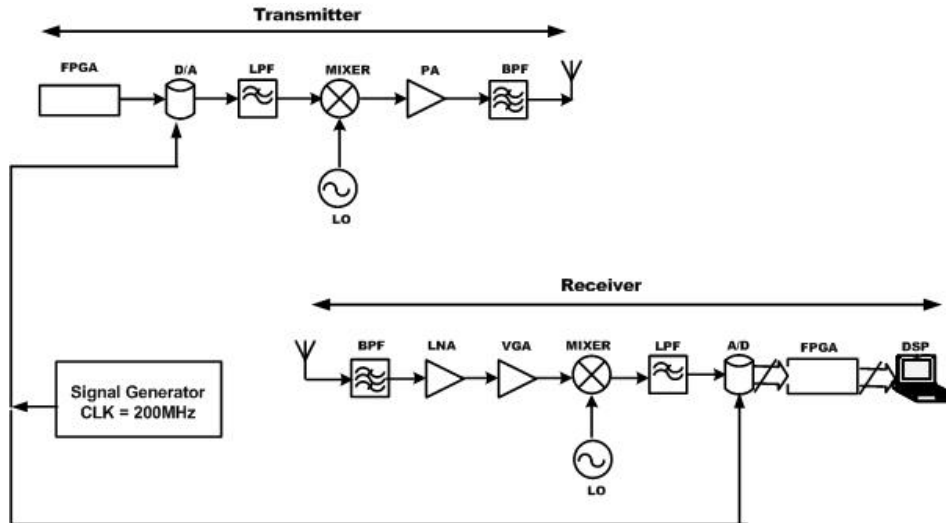 Transmitter
FPGA
D/A
LPF
MIXER
PA
BPF
LO
Receiver
BPF
LNA
VGA
MIXER
LPF
A/D
FPGA
DSP
Signal Generator
CLK = 200MHz
LO